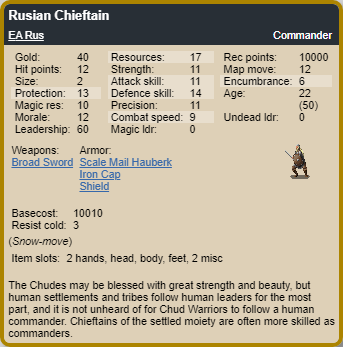 Rusian Chieftain
EA Rus Commander
Gold: 40 Resources: 17 Rec points: 10000
Hit points: 12 Strength: 11 Map move: 12
Size: 2 Attack skill: 11 Encumbrance: 6
Protection: 13 Defence skill: 14 Age: 22
Magic res: 10 Precision: 11 (50)
Morale: 12 Combat speed: 9 Undead ldr: 0
Leadership: 60 Magic ldr: 0
Weapons: Armor:
Broad Sword Scale Mail Hauberk
Iron Cap
Shield
Basecost: 10010
Resist cold: 3
(Snow-move)
Item slots: 2 hands, head, body, feet, 2 misc
The Chudes may be blessed with great strength and beauty, but
human settlements and tribes follow human leaders for the most
part, and it is not unheard of for Chud Warriors to follow a human
commander. Chieftains of the settled moiety are often more skilled as
commanders.